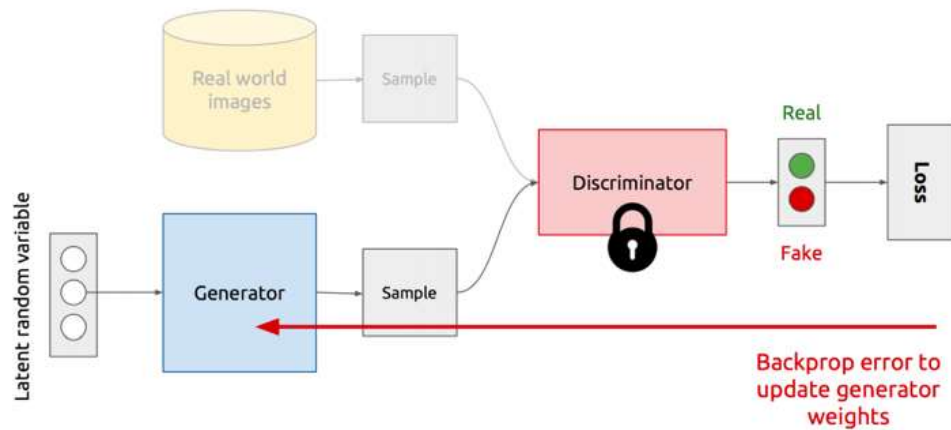 Real world
images
Sample
Real
Discriminator
Loss
Fake
Latent random variable
Generator
Sample
Backprop error to
update generator
weights